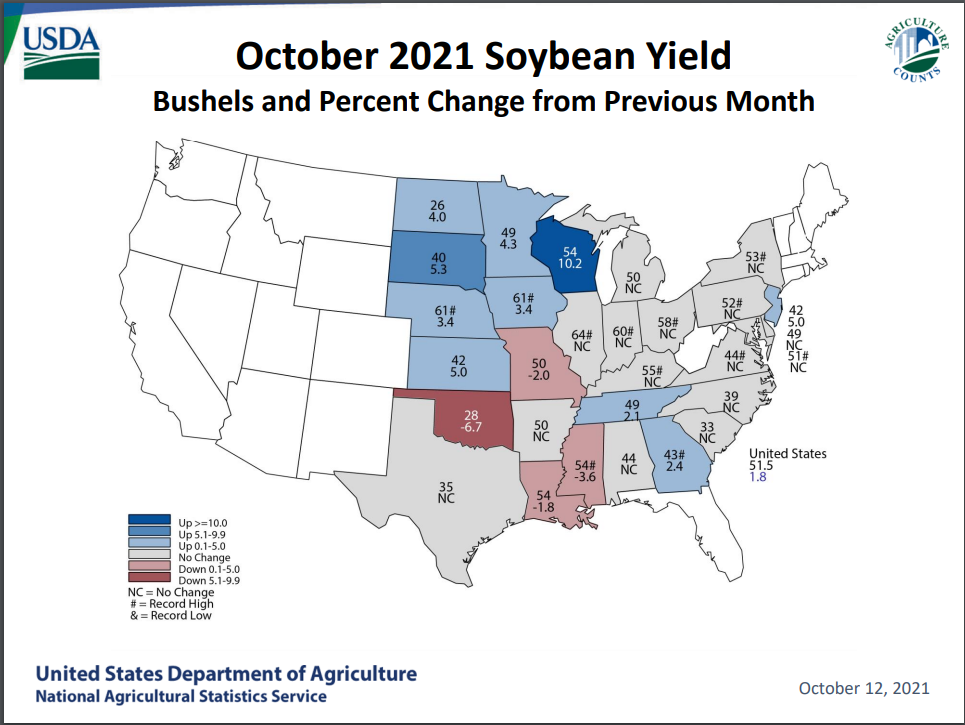 USDA
AGRICULTURE
COUNTS
October 2021 Soybean Yield
Bushels and Percent Change from Previous Month
26
4.0
49
4.3
54
10.2
40
5.3
50
NC
53#
NC
61#
3.4
61#
3.4
52#
NC
64#
NC
60#
NC
58#
NC
42
5.0
49
NC
51#
NC
42
5.0
50
-2.0
55#
NC
44#
NC
28
-6.7
50
NC
49
2.1
39
NC
33
NC
35
NC
54
-1.8
54#
-3.6
44
NC
43#
2.4
United States
51.5
1.8
Up >=10.0
Up 5.1-9.9
Up 0.1-5.0
No Change
Down 0.1-5.0
Down 5.1-9.9
NC = No Change
# = Record High
& = Record Low
United States Department of Agriculture
National Agricultural Statistics Service
October 12, 2021